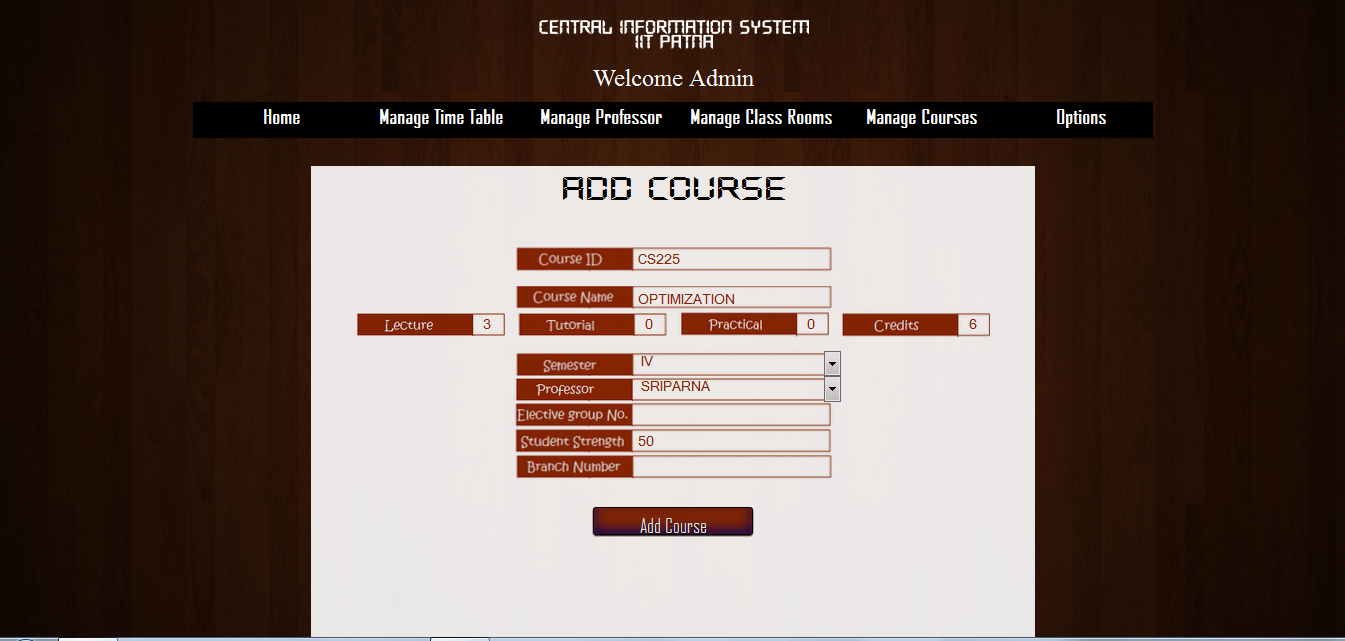 CENTRAL INFORMATION SYSTEM
IIT PATNA
Welcome Admin
Home Manage Time Table Manage Professor Manage Class Rooms Manage Courses Options
ADD COURSE
Course ID CS225
Course Name OPTIMIZATION
Lecture 3 Tutorial 0 Practical 0 Credits 6
Semester IV
Professor SRIPARNA
Elective group No.
Student Strength 50
Branch Number
Add Course